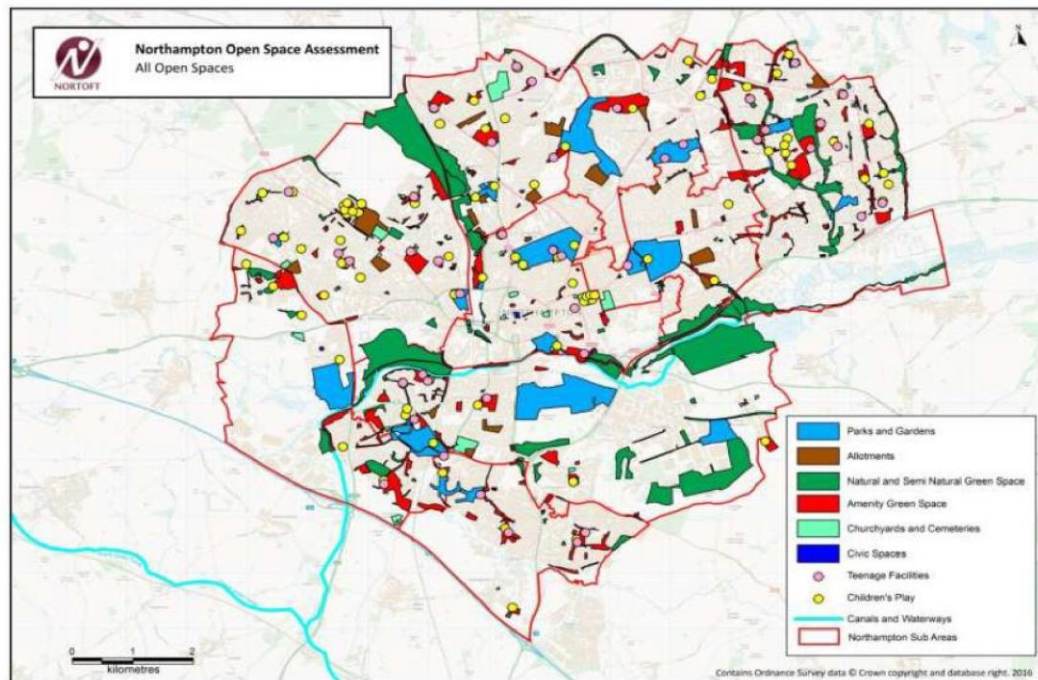 NORTOFT
Northampton Open Space Assessment
All Open Spaces
N
Parks and Gardens
Allotments
Natural and Semi Natural Green Space
Amenity Green Space
Churchyards and Cemeteries
Civic Spaces
Teenage Facilities
Children's Play
Canals and Waterways
Northampton Sub Areas
0 1 2
kilometres
Contains Ordnance Survey data © Crown copyright and database right. 2016